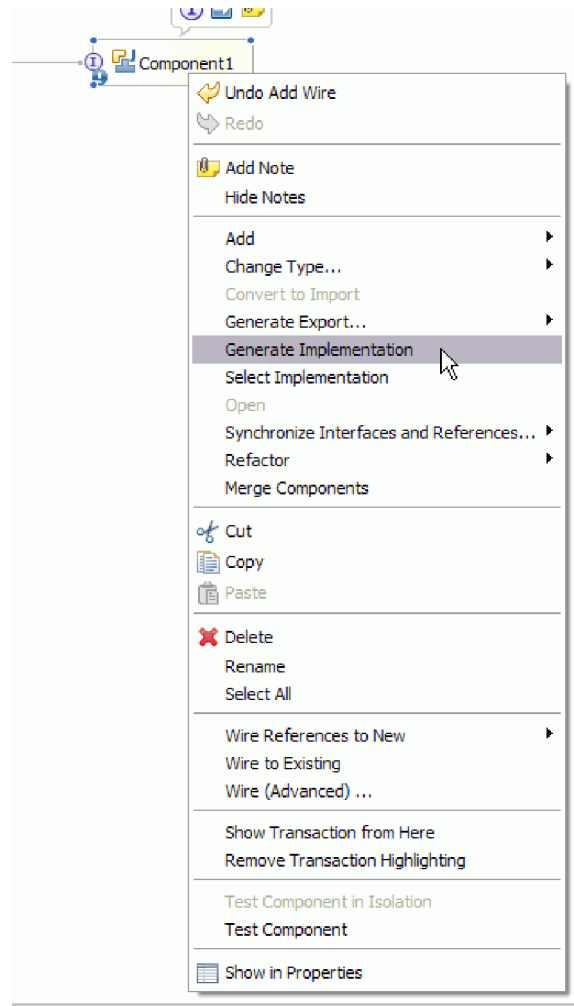 Component1
Undo Add Wire
Redo
Add Note
Hide Notes
Add
Change Type...
Convert to Import
Generate Export...
Generate Implementation
Select Implementation
Open
Synchronize Interfaces and References...
Refactor
Merge Components
Cut
Copy
Paste
Delete
Rename
Select All
Wire References to New
Wire to Existing
Wire (Advanced) ...
Show Transaction from Here
Remove Transaction Highlighting
Test Component in Isolation
Test Component
Show in Properties